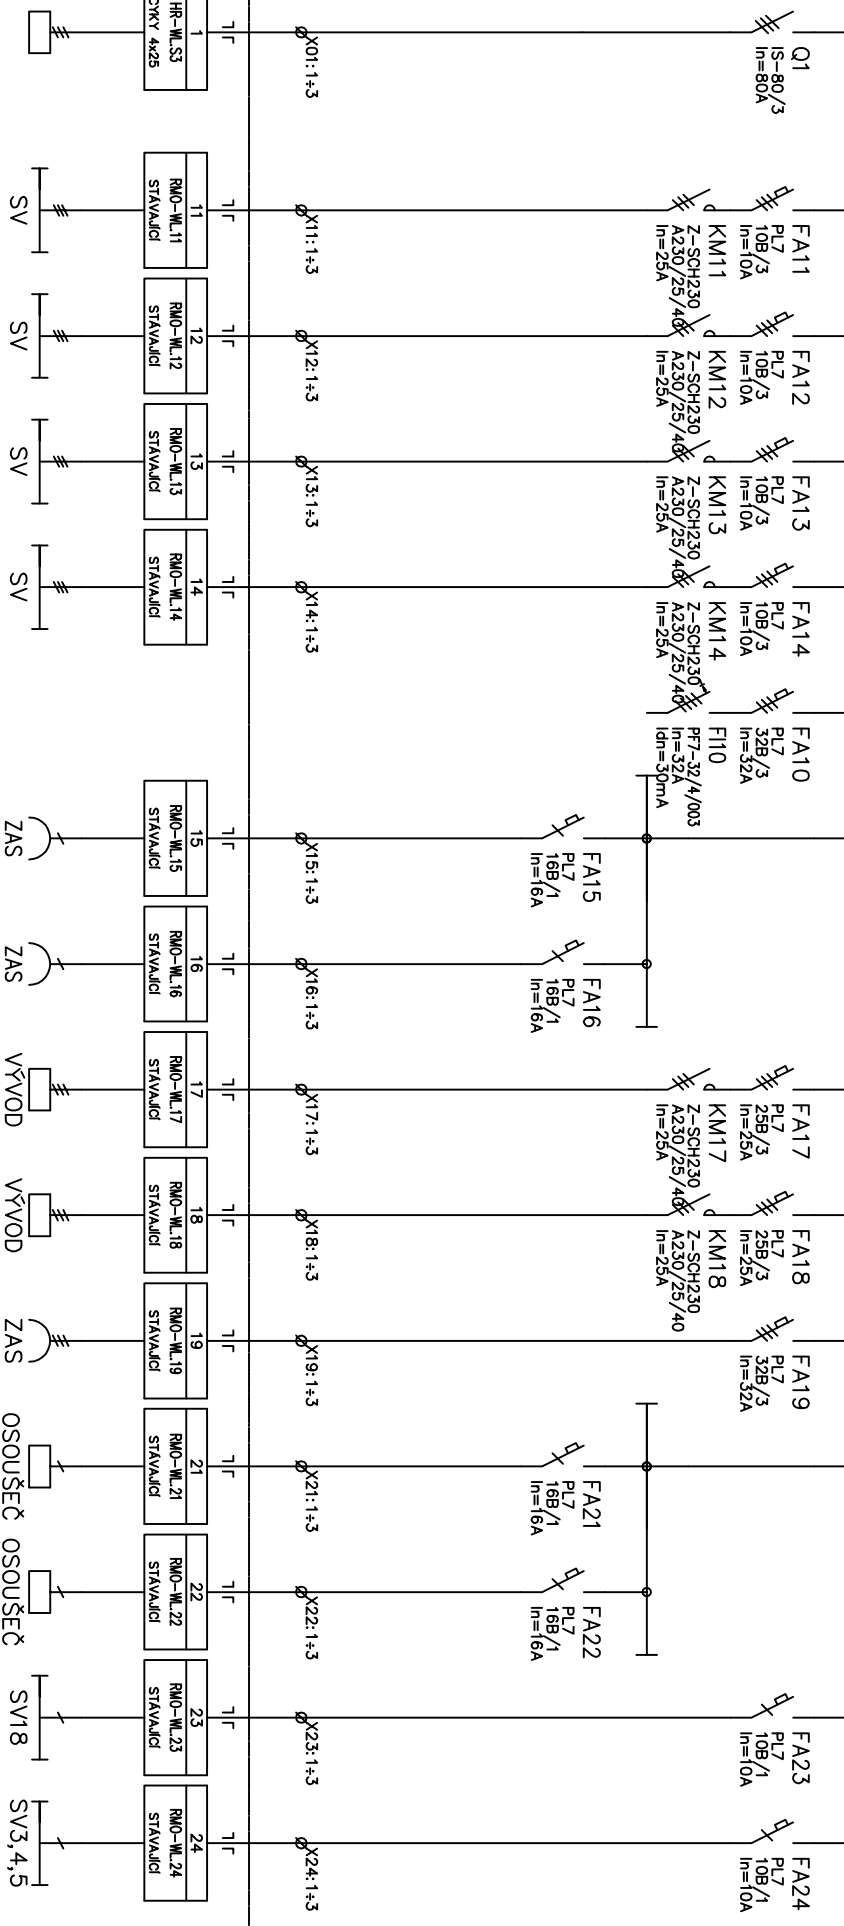 Q1
IS-80/3
In=80A
X01:1÷3
1
HR-WL.S3
CYKY 4x25
FA11
PL7
10B/3
In=10A
KM11
Z-SCH230
A230/25/40
In=25A
X11:1÷3
11
RMO-WL.11
STÁVAJÍCÍ
SV
FA12
PL7
10B/3
In=10A
KM12
Z-SCH230
A230/25/40
In=25A
X12:1÷3
12
RMO-WL.12
STÁVAJÍCÍ
SV
FA13
PL7
10B/3
In=10A
KM13
Z-SCH230
A230/25/40
In=25A
X13:1÷3
13
RMO-WL.13
STÁVAJÍCÍ
SV
FA14
PL7
10B/3
In=10A
KM14
Z-SCH230
A230/25/40
In=25A
X14:1÷3
14
RMO-WL.14
STÁVAJÍCÍ
SV
FA10
PL7
32B/3
In=32A
FI10
PF7-32/4/003
In=32A
Idn=30mA
FA15
PL7
16B/1
In=16A
X15:1÷3
15
RMO-WL.15
STÁVAJÍCÍ
ZAS
FA16
PL7
16B/1
In=16A
X16:1÷3
16
RMO-WL.16
STÁVAJÍCÍ
ZAS
FA17
PL7
25B/3
In=25A
KM17
Z-SCH230
A230/25/40
In=25A
X17:1÷3
17
RMO-WL.17
STÁVAJÍCÍ
VÝVOD
FA18
PL7
25B/3
In=25A
KM18
Z-SCH230
A230/25/40
In=25A
X18:1÷3
18
RMO-WL.18
STÁVAJÍCÍ
VÝVOD
FA19
PL7
32B/3
In=32A
X19:1÷3
19
RMO-WL.19
STÁVAJÍCÍ
ZAS
FA21
PL7
16B/1
In=16A
X21:1÷3
21
RMO-WL.21
STÁVAJÍCÍ
OSOUŠEČ
FA22
PL7
16B/1
In=16A
X22:1÷3
22
RMO-WL.22
STÁVAJÍCÍ
OSOUŠEČ
FA23
PL7
10B/1
In=10A
X23:1÷3
23
RMO-WL.23
STÁVAJÍCÍ
SV18
FA24
PL7
10B/1
In=10A
X24:1÷3
24
RMO-WL.24
STÁVAJÍCÍ
SV3,4,5